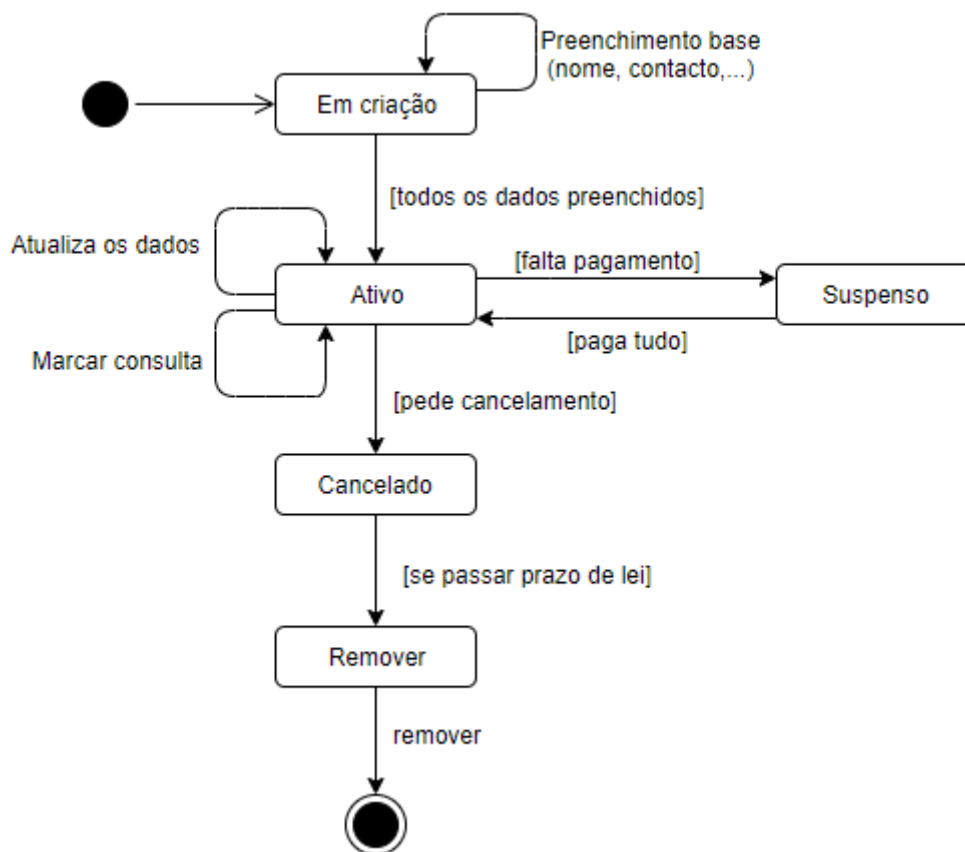 Preenchimento base
(nome, contacto,...)
Em criação
[todos os dados preenchidos]
Atualiza os dados
[falta pagamento]
Ativo
Suspenso
[paga tudo]
Marcar consulta
[pede cancelamento]
Cancelado
[se passar prazo de lei]
Remover
remover